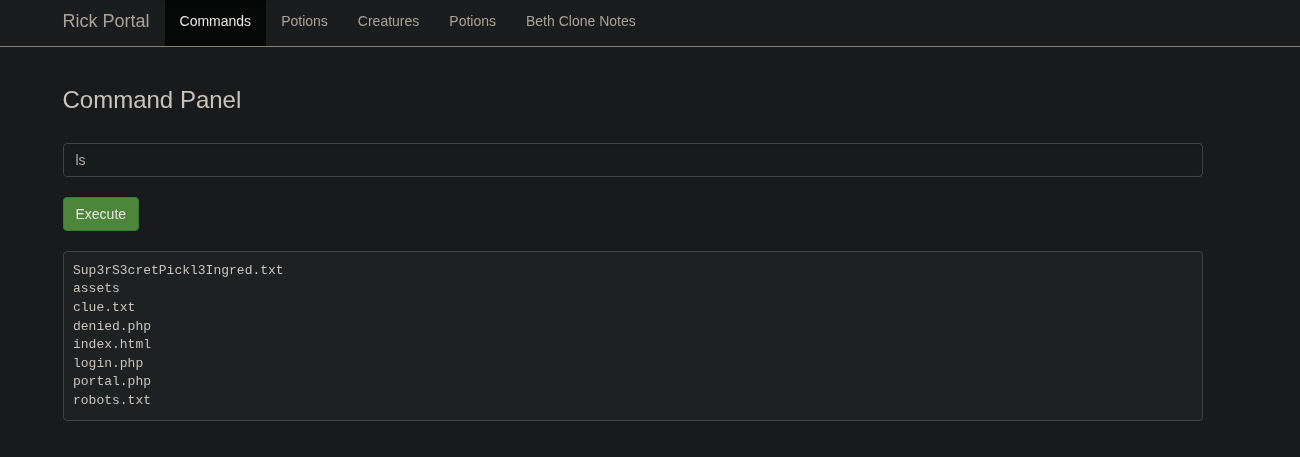 Rick Portal Commands Potions Creatures Potions Beth Clone Notes
Command Panel
ls
Execute
Sup3rS3cretPickl3Ingred.txt
assets
clue.txt
denied.php
index.html
login.php
portal.php
robots.txt